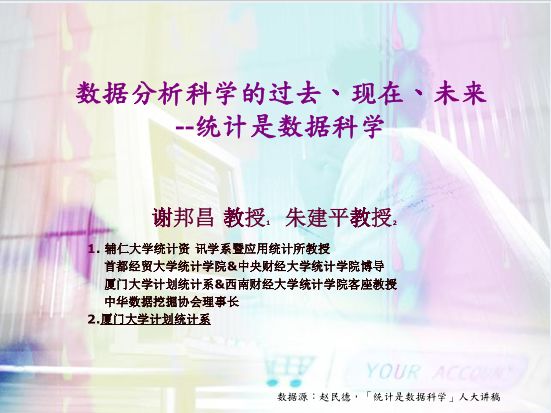 数据分析科学的过去、现在、未来
--统计是数据科学
谢邦昌 教授1  朱建平教授2
1. 辅仁大学统计资 讯学系暨应用统计所教授
首都经贸大学统计学院&中央财经大学统计学院博导
厦门大学计划统计系&西南财经大学统计学院客座教授
中华数据挖掘协会理事长
2.厦门大学计划统计系
YOUR ACCOUNT
数据源：赵民德，「统计是数据科学」人大讲稿